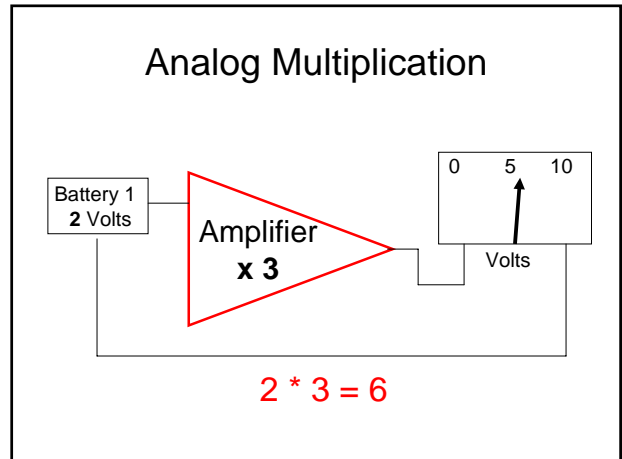 Analog Multiplication
0 5 10
Battery 1
2 Volts
Amplifier
x 3
Volts
2 * 3 = 6